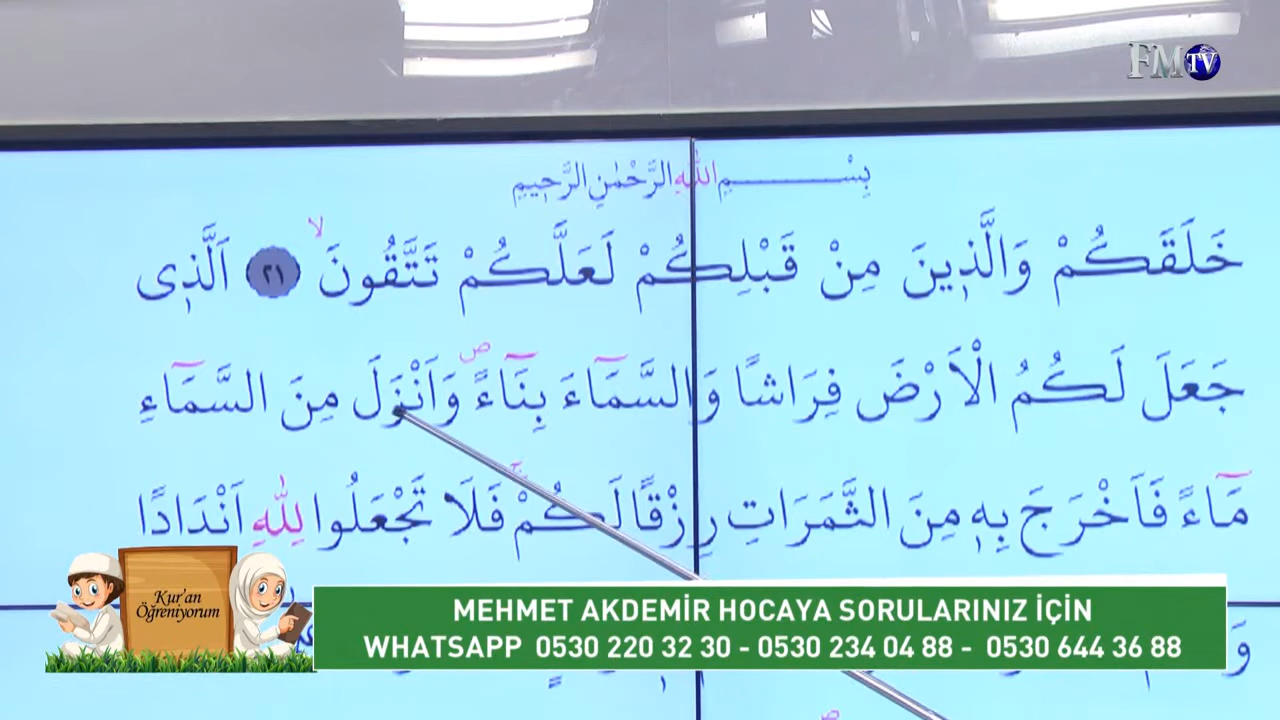 FM TV
بِسْمِ اللّٰهِ الرَّحْمٰنِ الرَّح۪يمِ
خَلَقَكُمْ وَالَّذ۪ينَ مِنْ قَبْلِكُمْ لَعَلَّكُمْ تَتَّقُونَۙ ﴿٢١﴾ اَلَّذ۪ى
جَعَلَ لَكُمُ الْاَرْضَ فِرَاشًا وَالسَّمَٓاءَ بِنَٓاءًۖ وَاَنْزَلَ مِنَ السَّمَٓاءِ
مَٓاءً فَاَخْرَجَ بِه۪ مِنَ الثَّمَرَاتِ رِزْقًا لَكُمْۚ فَلَا تَجْعَلُوا لِلّٰهِ اَنْدَادًا
Kur'an
Öğreniyorum
MEHMET AKDEMİR HOCAYA SORULARINIZ İÇİN
WHATSAPP 0530 220 32 30 - 0530 234 04 88 - 0530 644 36 88